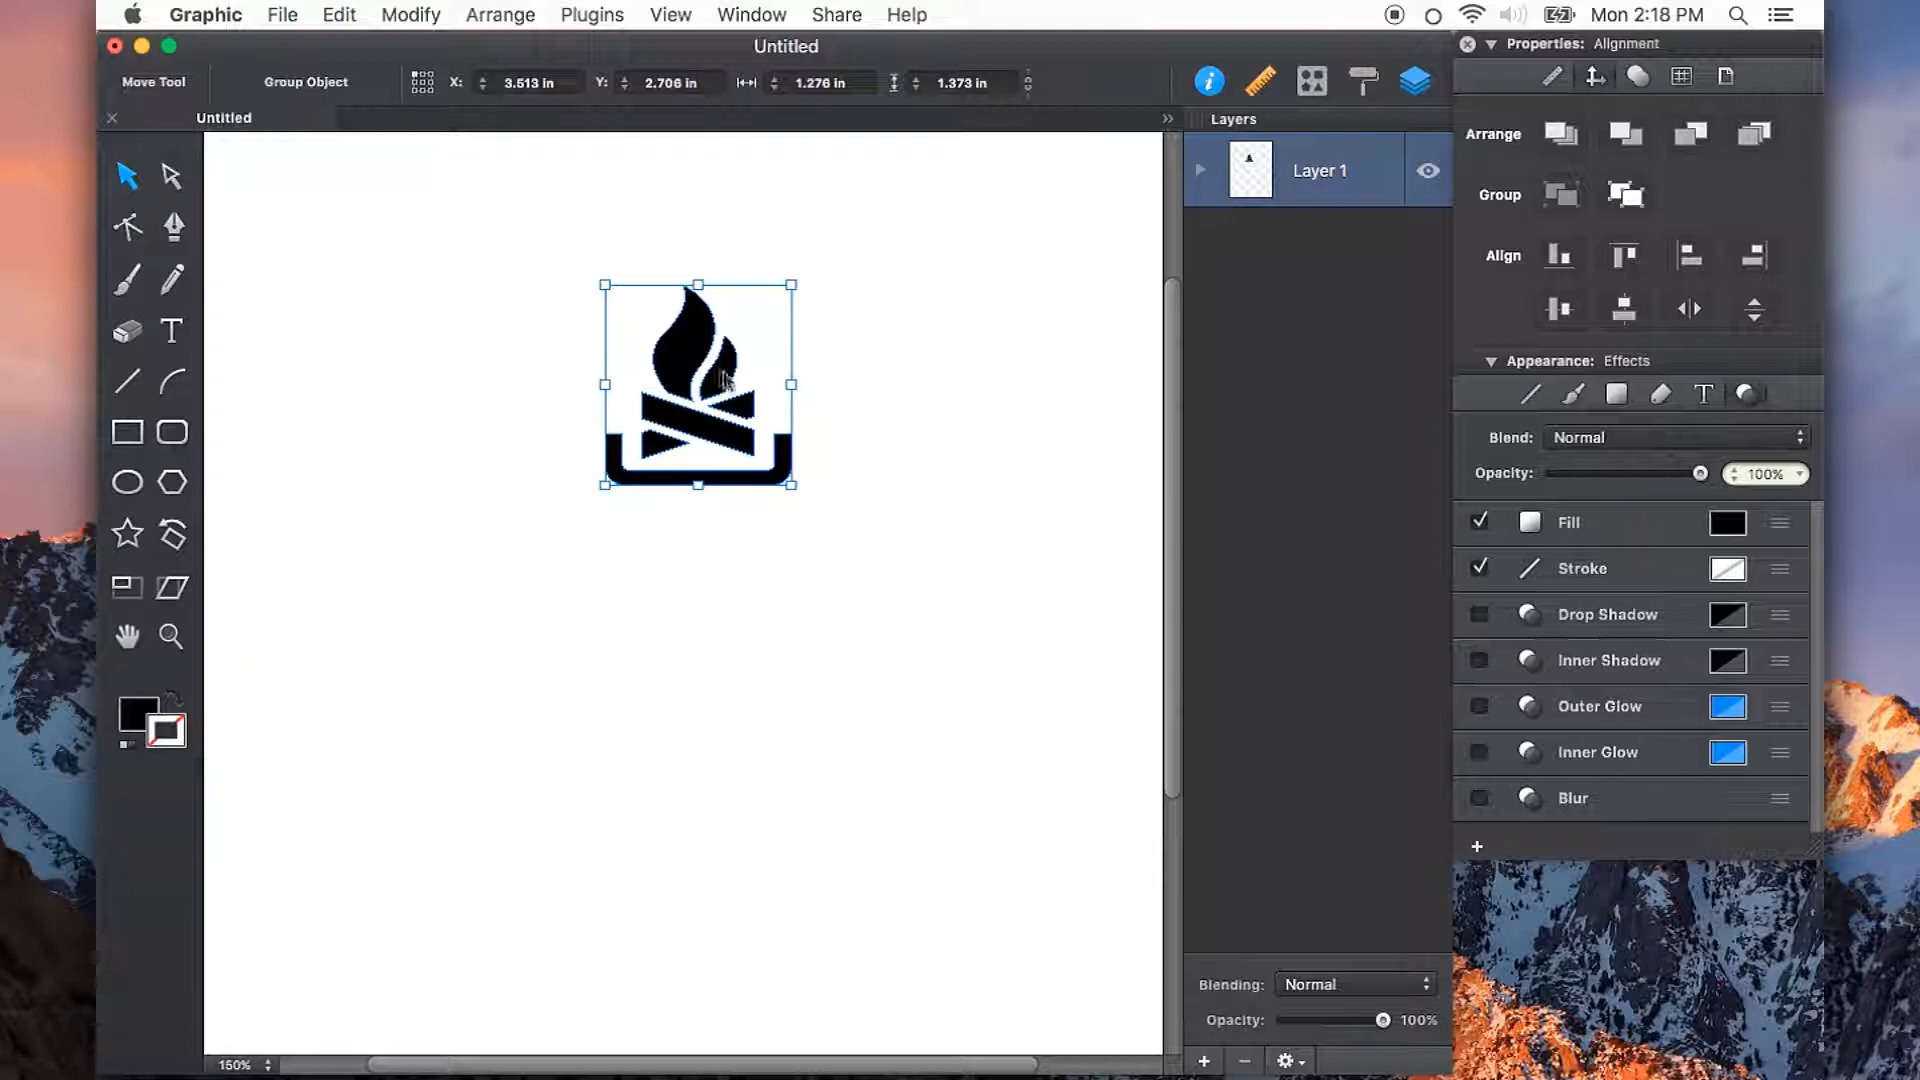 Graphic File Edit Modify Arrange Plugins View Window Share Help Mon 2:18 PM
Untitled
Properties: Alignment
Move Tool Group Object X: 3.513 in Y: 2.706 in 1.276 in 1.373 in
Untitled
Layers
Layer 1
Arrange
Group
Align
Appearance: Effects
T
T
Blend: Normal
Opacity: 100%
Fill
Stroke
Drop Shadow
Inner Shadow
Outer Glow
Inner Glow
Blur
Blending: Normal
Opacity: 100%
150%